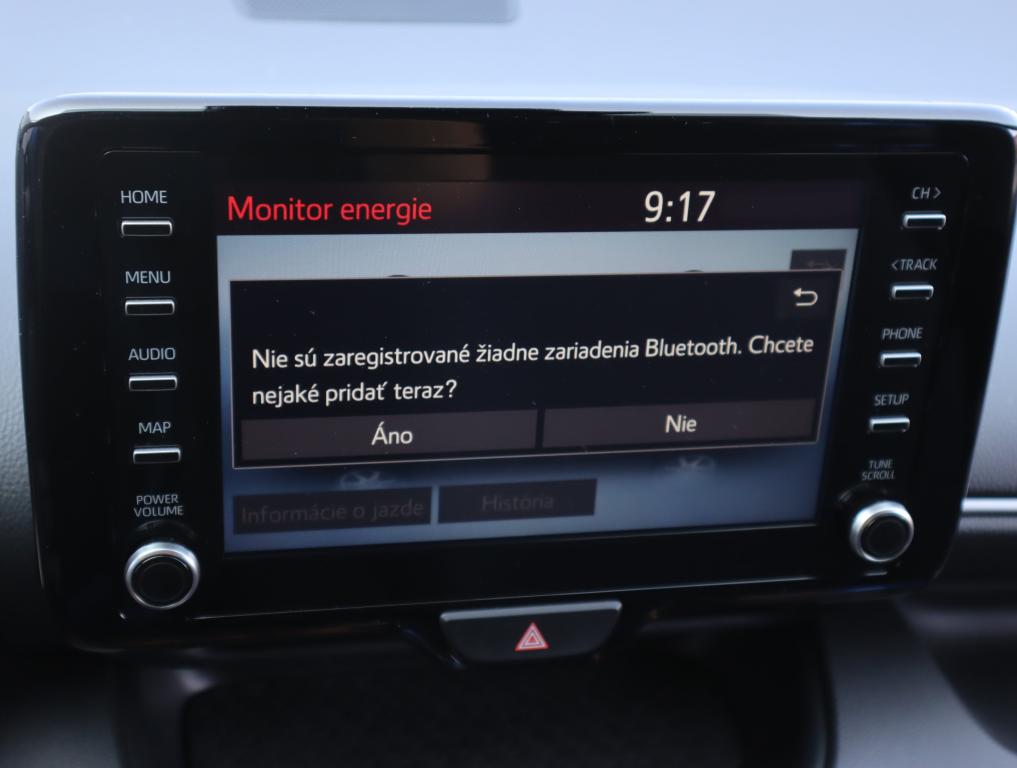 HOME
MENU
AUDIO
MAP
POWER
VOLUME
Monitor energie
9:17
Nie sú zaregistrované žiadne zariadenia Bluetooth. Chcete
nejaké pridať teraz?
Áno
Nie
Informácie o jazde
História
CH >
< TRACK
PHONE
SETUP
TUNE
SCROLL